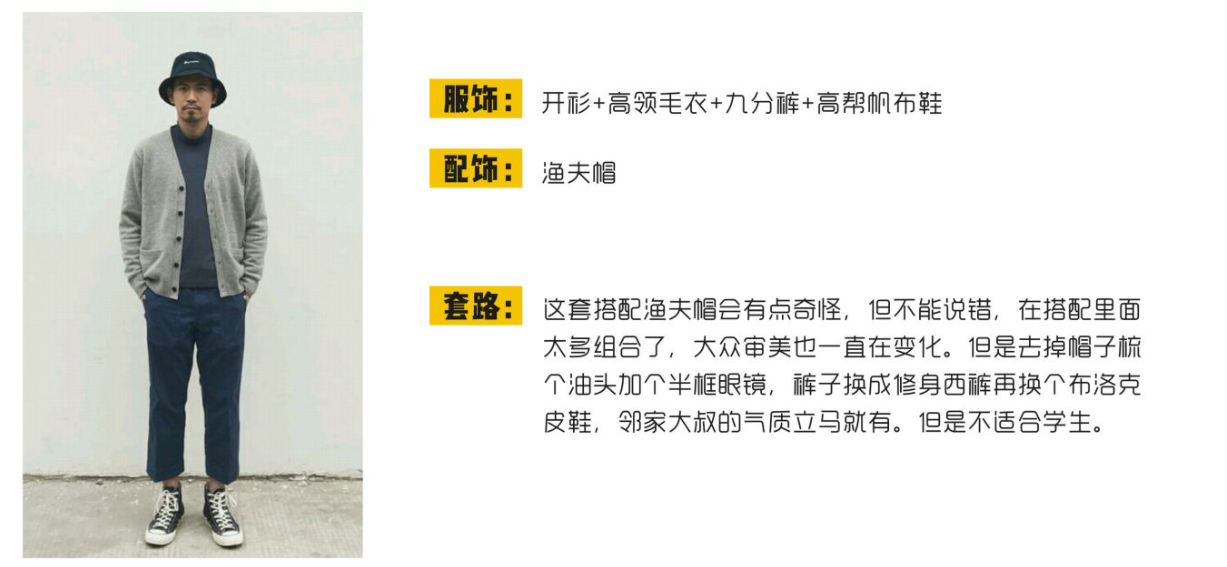 服饰：开衫+高领毛衣+九分裤+高帮帆布鞋
配饰：渔夫帽
套路：这套搭配渔夫帽会有点奇怪，但不能说错，在搭配里面
太多组合了，大众审美也一直在变化。但是去掉帽子梳
个油头加个半框眼镜，裤子换成修身西裤再换个布洛克
皮鞋，邻家大叔的气质立马就有。但是不适合学生。